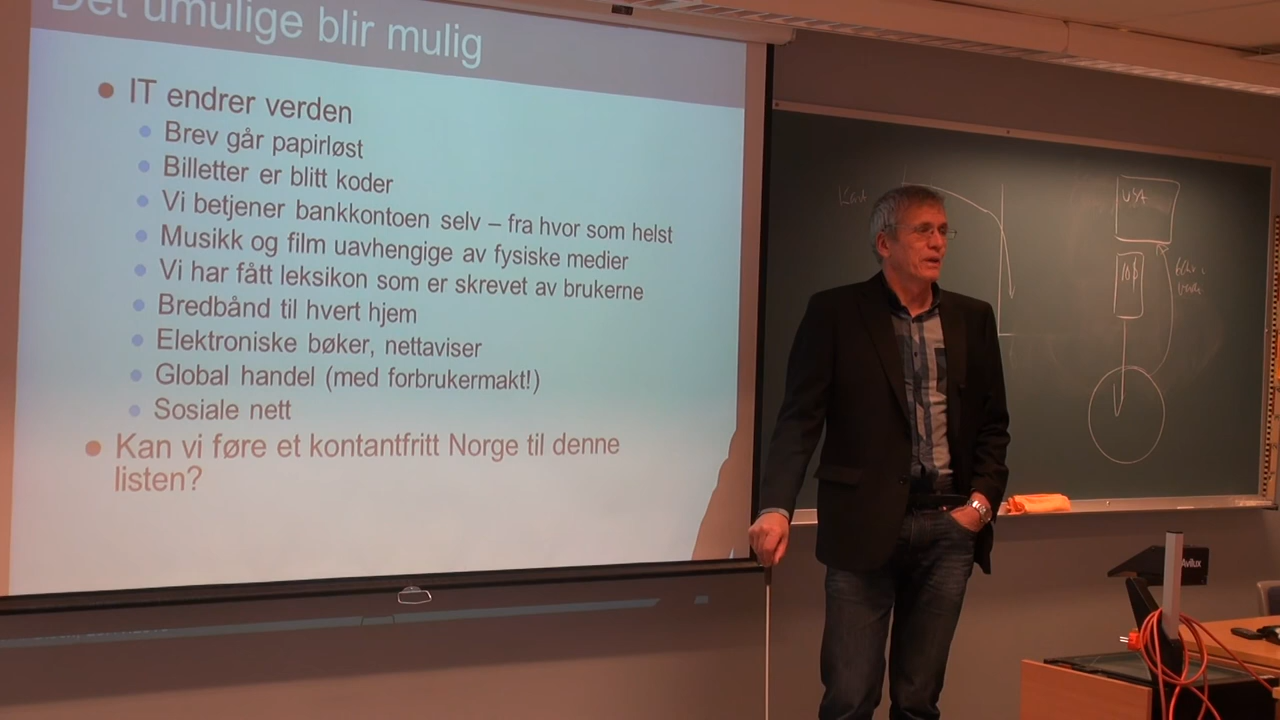 Det umulige blir mulig
IT endrer verden
Brev går papirløst
Billetter er blitt koder
Vi betjener bankkontoen selv – fra hvor som helst
Musikk og film uavhengige av fysiske medier
Vi har fått leksikon som er skrevet av brukerne
Bredbånd til hvert hjem
Elektroniske bøker, nettaviser
Global handel (med forbrukermakt!)
Sosiale nett
Kan vi føre et kontantfritt Norge til denne
listen?
Avilux